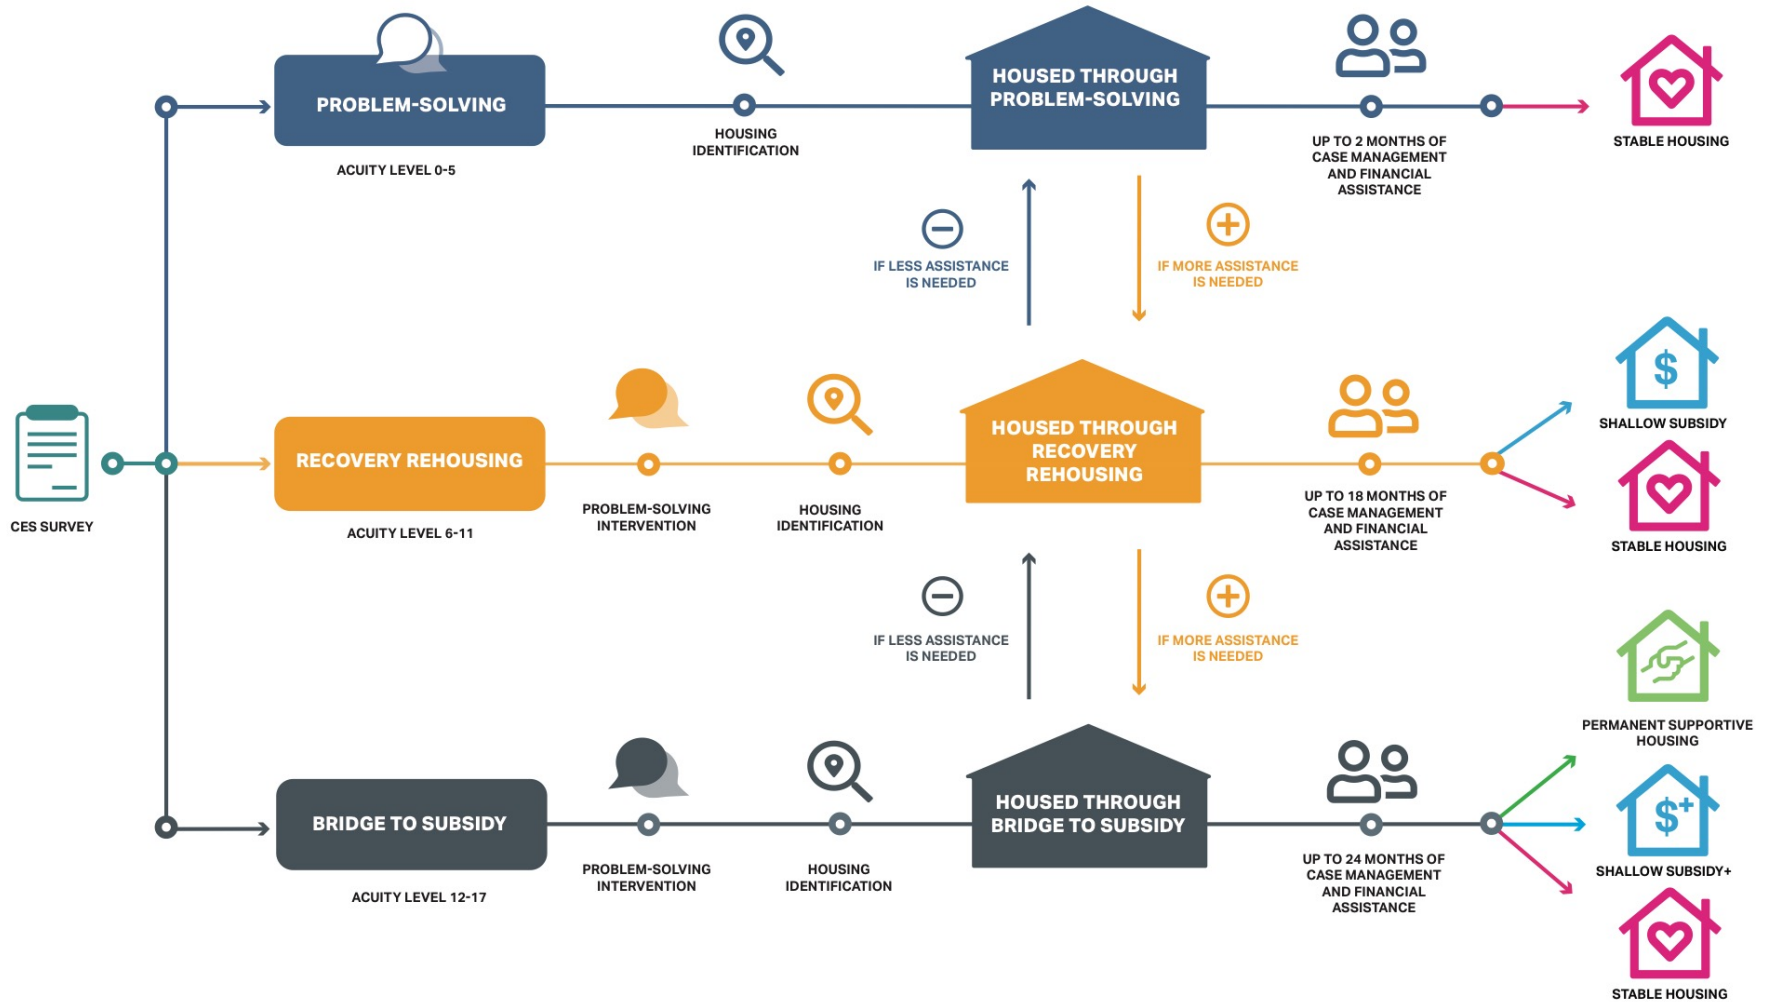 PROBLEM-SOLVING
ACUITY LEVEL 0-5
HOUSING
IDENTIFICATION
HOUSED THROUGH
PROBLEM-SOLVING
UP TO 2 MONTHS OF
CASE MANAGEMENT
AND FINANCIAL
ASSISTANCE
STABLE HOUSING
IF LESS ASSISTANCE
IS NEEDED
IF MORE ASSISTANCE
IS NEEDED
CES SURVEY
RECOVERY REHOUSING
ACUITY LEVEL 6-11
PROBLEM-SOLVING
INTERVENTION
HOUSING
IDENTIFICATION
HOUSED THROUGH
RECOVERY
REHOUSING
UP TO 18 MONTHS OF
CASE MANAGEMENT
AND FINANCIAL
ASSISTANCE
$
SHALLOW SUBSIDY
STABLE HOUSING
IF LESS ASSISTANCE
IS NEEDED
IF MORE ASSISTANCE
IS NEEDED
BRIDGE TO SUBSIDY
ACUITY LEVEL 12-17
PROBLEM-SOLVING
INTERVENTION
HOUSING
IDENTIFICATION
HOUSED THROUGH
BRIDGE TO SUBSIDY
UP TO 24 MONTHS OF
CASE MANAGEMENT
AND FINANCIAL
ASSISTANCE
PERMANENT SUPPORTIVE
HOUSING
$+
SHALLOW SUBSIDY+
STABLE HOUSING